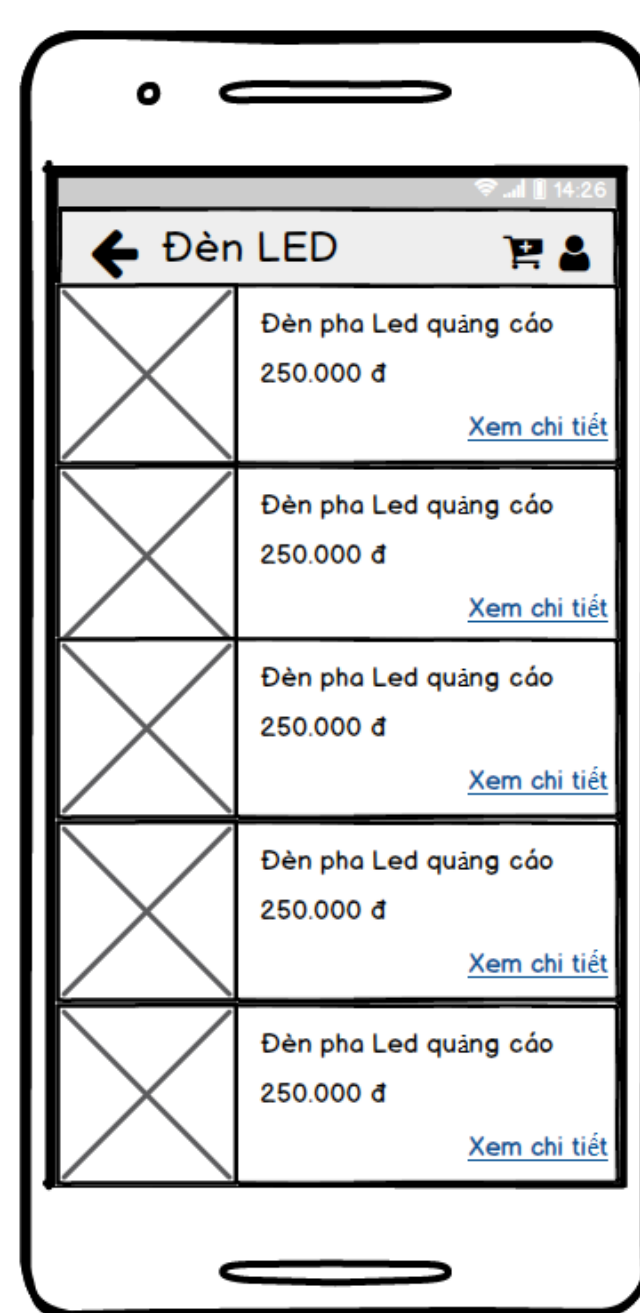 14:26
Đèn LED
Đèn pha Led quảng cáo
250.000 đ
Xem chi tiết
Đèn pha Led quảng cáo
250.000 đ
Xem chi tiết
Đèn pha Led quảng cáo
250.000 đ
Xem chi tiết
Đèn pha Led quảng cáo
250.000 đ
Xem chi tiết
Đèn pha Led quảng cáo
250.000 đ
Xem chi tiết